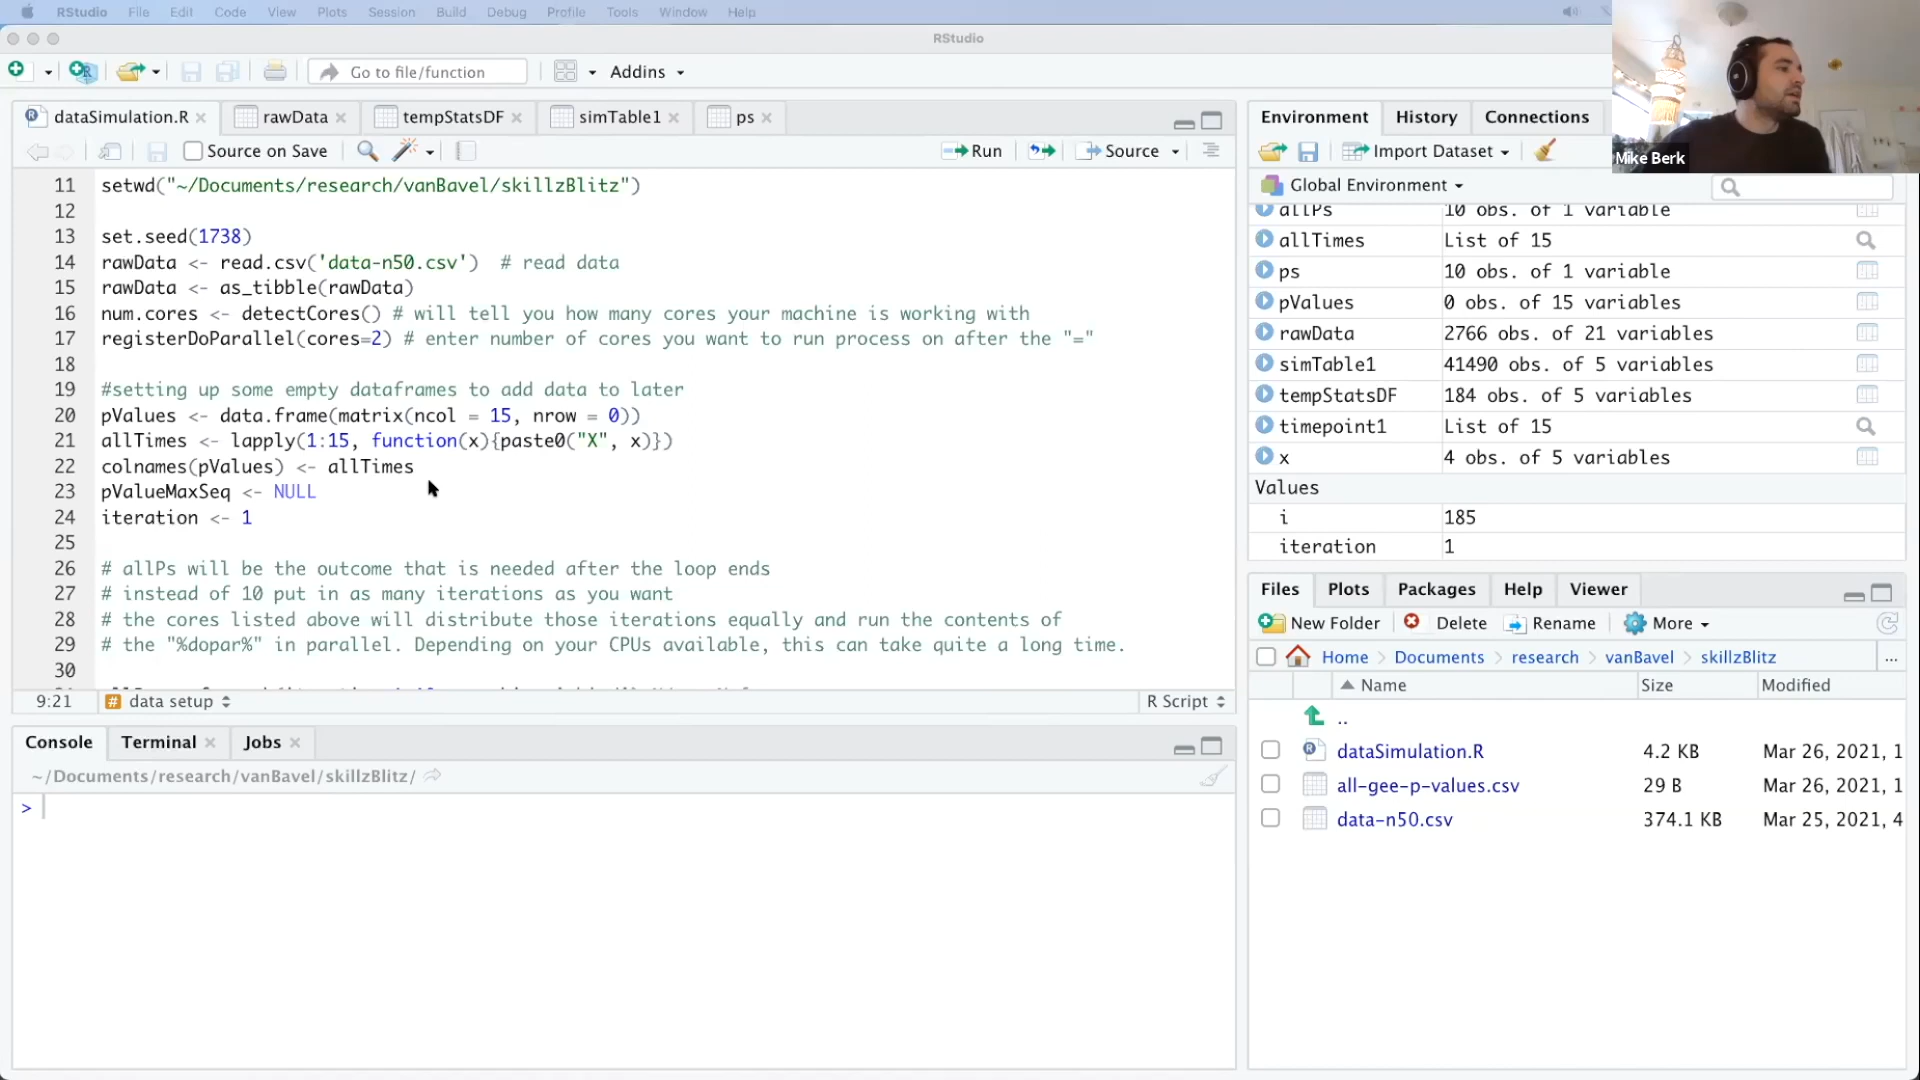 RStudio File Edit Code View Plots Session Build Debug Profile Tools Window Help
RStudio
Go to file/function Addins
dataSimulation.R rawData tempStatsDF simTable1 ps
Source on Save Run Source
11 setwd("~/Documents/research/vanBavel/skillzBlitz")
12
13 set.seed(1738)
14 rawData <- read.csv('data-n50.csv') # read data
15 rawData <- as_tibble(rawData)
16 num.cores <- detectCores() # will tell you how many cores your machine is working with
17 registerDoParallel(cores=2) # enter number of cores you want to run process on after the "="
18
19 #setting up some empty dataframes to add data to later
20 pValues <- data.frame(matrix(ncol = 15, nrow = 0))
21 allTimes <- lapply(1:15, function(x){paste0("X", x)})
22 colnames(pValues) <- allTimes
23 pValueMaxSeq <- NULL
24 iteration <- 1
25
26 # allPs will be the outcome that is needed after the loop ends
27 # instead of 10 put in as many iterations as you want
28 # the cores listed above will distribute those iterations equally and run the contents of
29 # the "%dopar%" in parallel. Depending on your CPUs available, this can take quite a long time.
30
9:21 # data setup R Script
Console Terminal Jobs
~/Documents/research/vanBavel/skillzBlitz/
>
Mike Berk
Environment History Connections
Import Dataset
Global Environment
allPs 10 obs. of 1 variable
allTimes List of 15
ps 10 obs. of 1 variable
pValues 0 obs. of 15 variables
rawData 2766 obs. of 21 variables
simTable1 41490 obs. of 5 variables
tempStatsDF 184 obs. of 5 variables
timepoint1 List of 15
x 4 obs. of 5 variables
Values
i 185
iteration 1
Files Plots Packages Help Viewer
New Folder Delete Rename More
Home > Documents > research > vanBavel > skillzBlitz ...
Name Size Modified
..
dataSimulation.R 4.2 KB Mar 26, 2021, 1
all-gee-p-values.csv 29 B Mar 26, 2021, 1
data-n50.csv 374.1 KB Mar 25, 2021, 4